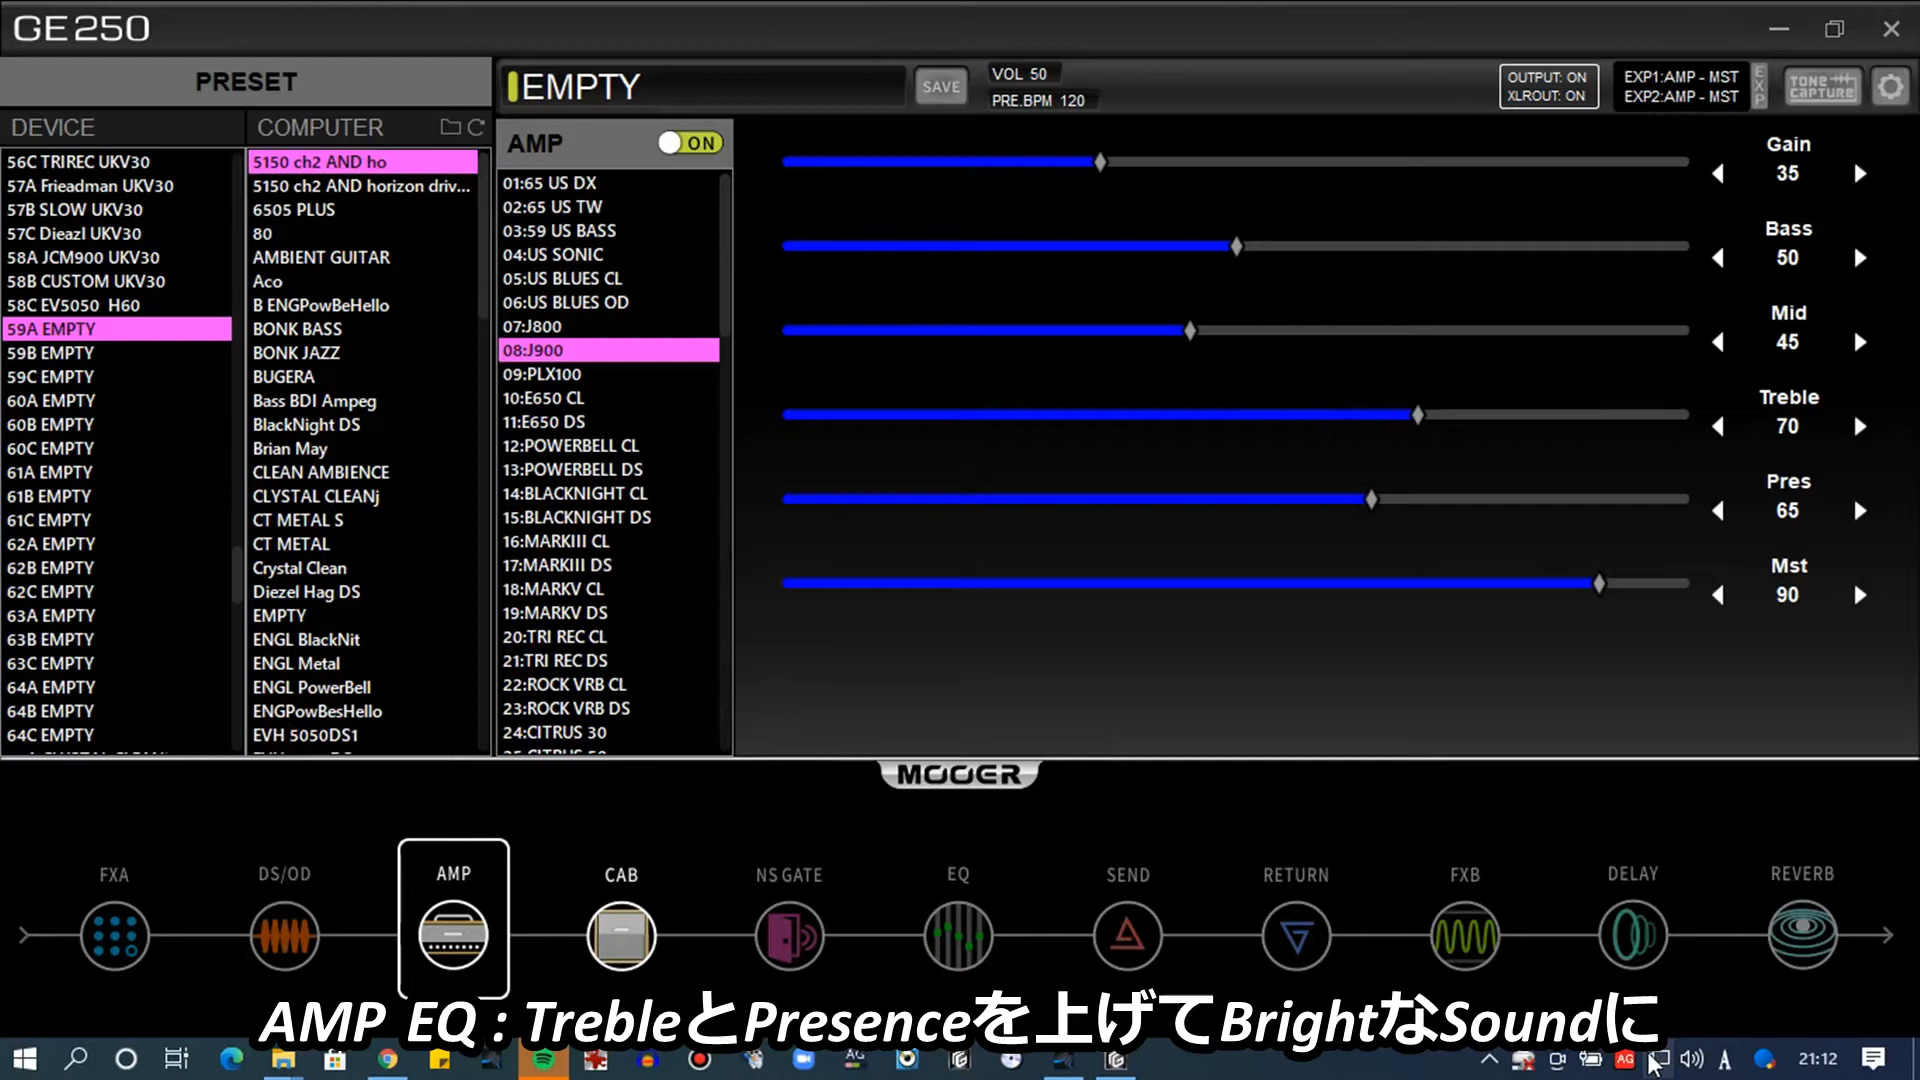 GE250
PRESET
EMPTY
SAVE
VOL 50
PRE.BPM 120
OUTPUT: ON
XLROUT: ON
EXP1:AMP - MST
EXP2:AMP - MST
EXP
TONE CAPTURE
DEVICE
56C TRIREC UKV30
57A Frieadman UKV30
57B SLOW UKV30
57C Dieazl UKV30
58A JCM900 UKV30
58B CUSTOM UKV30
58C EV5050 H60
59A EMPTY
59B EMPTY
59C EMPTY
60A EMPTY
60B EMPTY
60C EMPTY
61A EMPTY
61B EMPTY
61C EMPTY
62A EMPTY
62B EMPTY
62C EMPTY
63A EMPTY
63B EMPTY
63C EMPTY
64A EMPTY
64B EMPTY
64C EMPTY
COMPUTER
5150 ch2 AND ho
5150 ch2 AND horizon driv...
6505 PLUS
80
AMBIENT GUITAR
Aco
B ENGPowBeHello
BONK BASS
BONK JAZZ
BUGERA
Bass BDI Ampeg
BlackNight DS
Brian May
CLEAN AMBIENCE
CLYSTAL CLEANj
CT METAL S
CT METAL
Crystal Clean
Diezel Hag DS
EMPTY
ENGL BlackNit
ENGL Metal
ENGL PowerBell
ENGPowBesHello
EVH 5050DS1
AMP
ON
01:65 US DX
02:65 US TW
03:59 US BASS
04:US SONIC
05:US BLUES CL
06:US BLUES OD
07:J800
08:J900
09:PLX100
10:E650 CL
11:E650 DS
12:POWERBELL CL
13:POWERBELL DS
14:BLACKNIGHT CL
15:BLACKNIGHT DS
16:MARKIII CL
17:MARKIII DS
18:MARKV CL
19:MARKV DS
20:TRI REC CL
21:TRI REC DS
22:ROCK VRB CL
23:ROCK VRB DS
24:CITRUS 30
25:CITRUS 50
Gain
35
Bass
50
Mid
45
Treble
70
Pres
65
Mst
90
MOOER
FXA
DS/OD
AMP
CAB
NS GATE
EQ
SEND
RETURN
FXB
DELAY
REVERB
AMP EQ : TrebleとPresenceを上げてBrightなSoundに
AG
AG
A
21:12